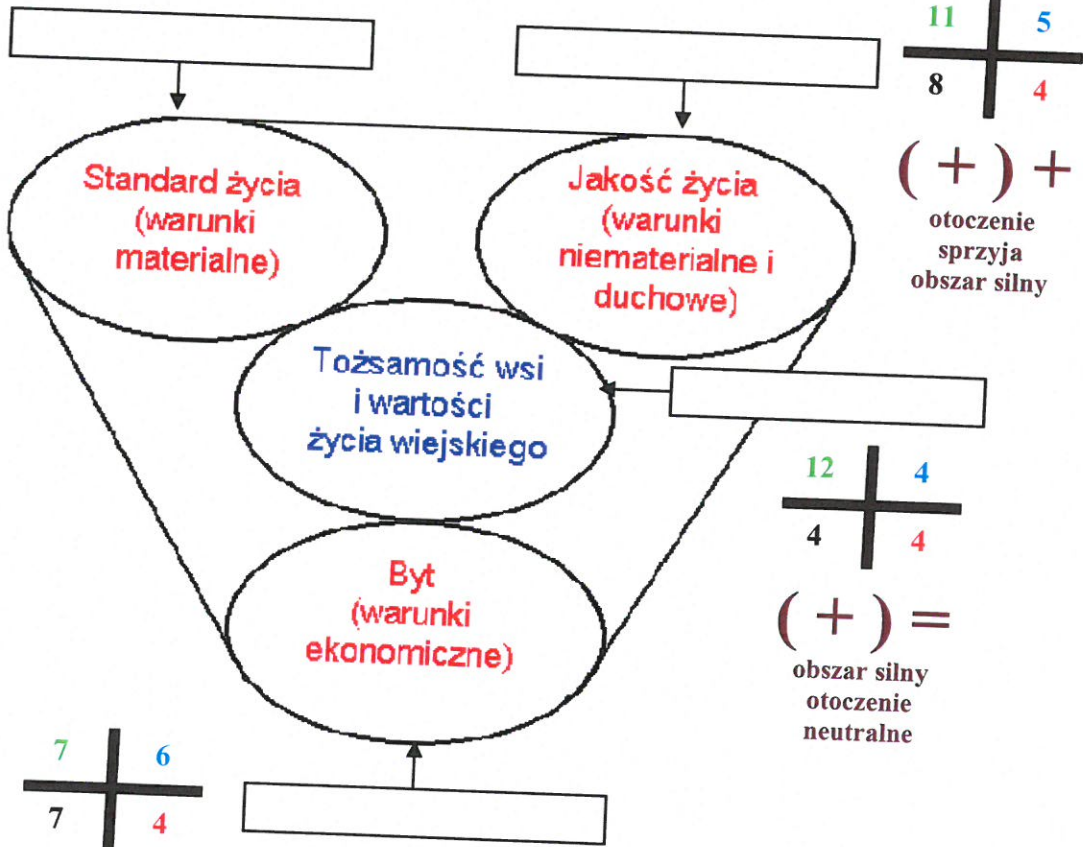 11 5
8 4
( + ) +
otoczenie
sprzyja
obszar silny
Standard życia
(warunki
materialne)
Jakość życia
(warunki
niematerialne i
duchowe)
Tożsamość wsi
i wartości
życia wiejskiego
12 4
4 4
( + ) =
obszar silny
otoczenie
neutralne
Byt
(warunki
ekonomiczne)
7 6
7 4